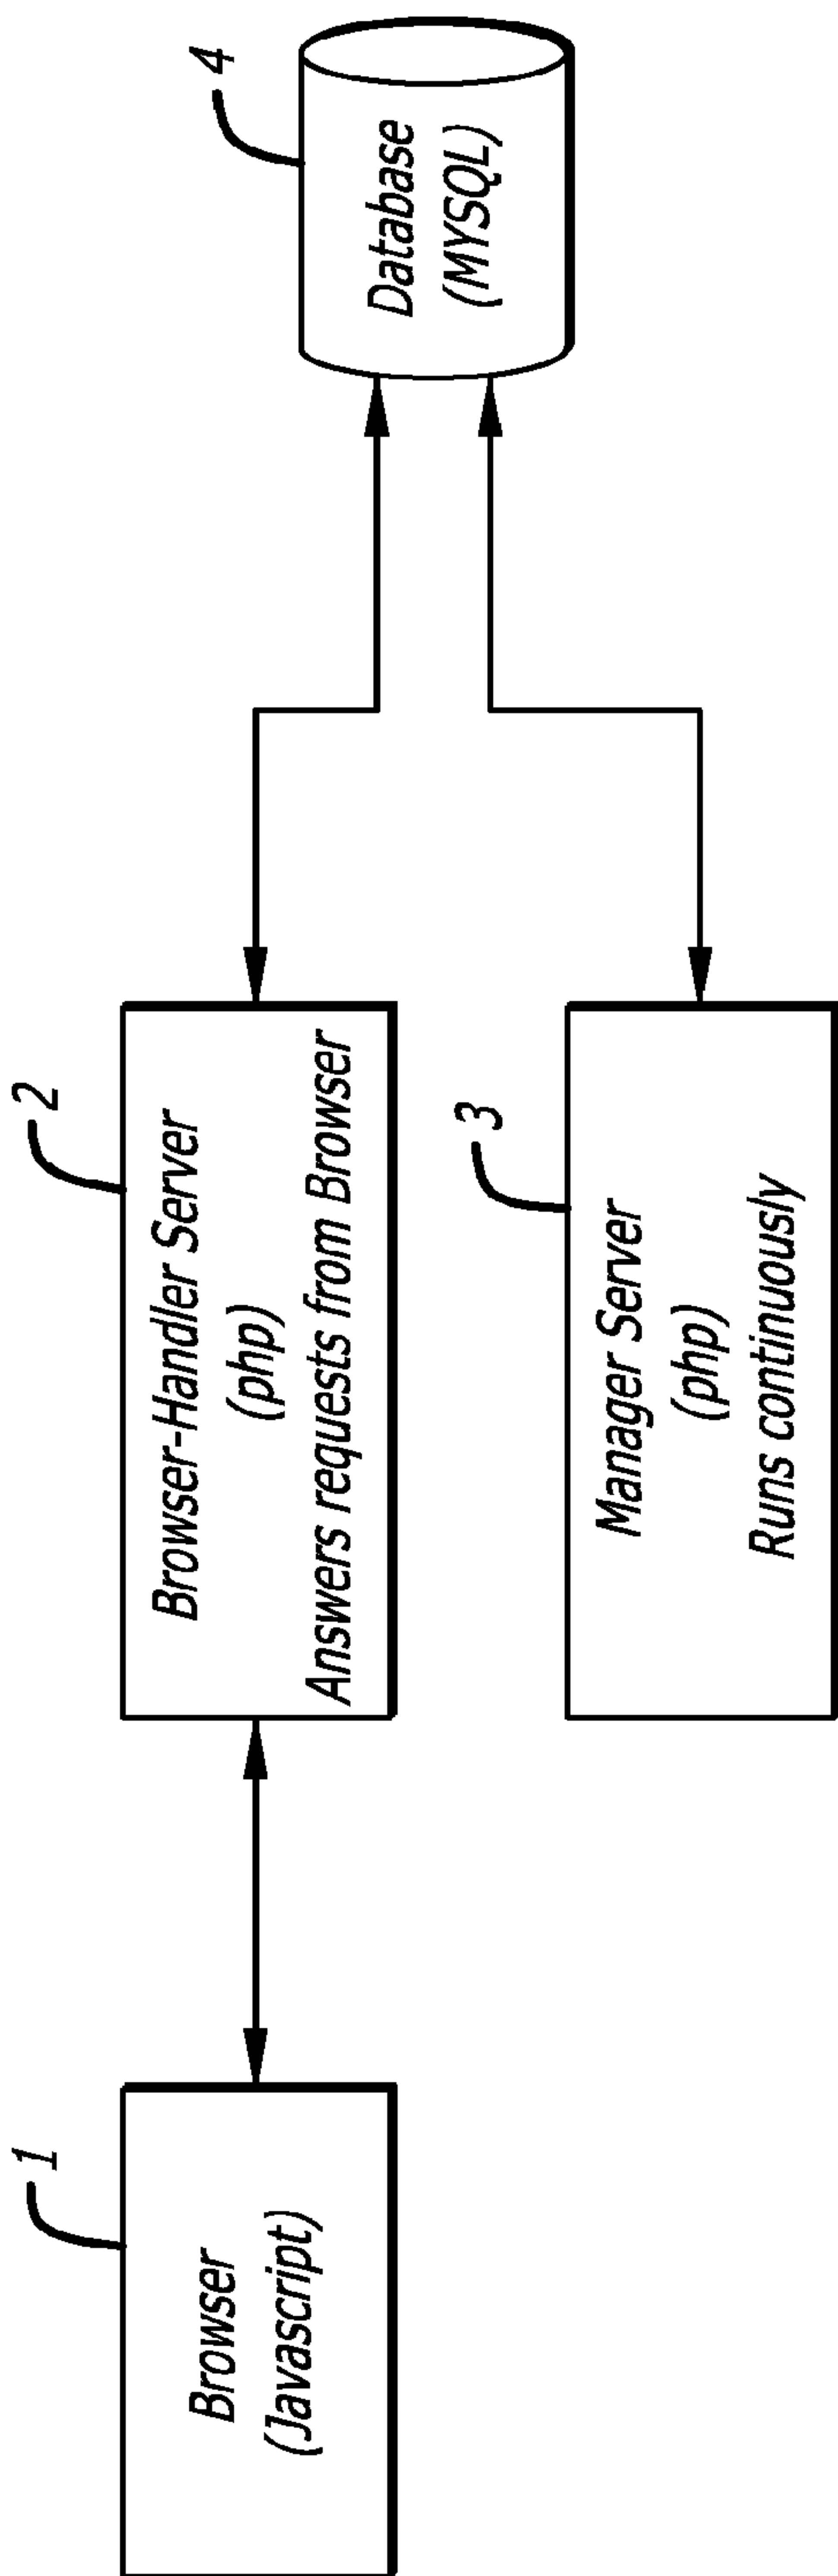 1
Browser
(Javascript)
2
Browser-Handler Server
(php)
Answers requests from Browser
3
Manager Server
(php)
Runs continuously
4
Database
(MYSQL)